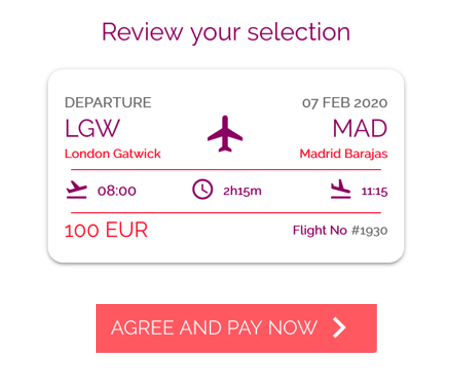 Review your selection
DEPARTURE 07 FEB 2020
LGW MAD
London Gatwick Madrid Barajas
08:00 2h15m 11:15
100 EUR Flight No #1930
AGREE AND PAY NOW